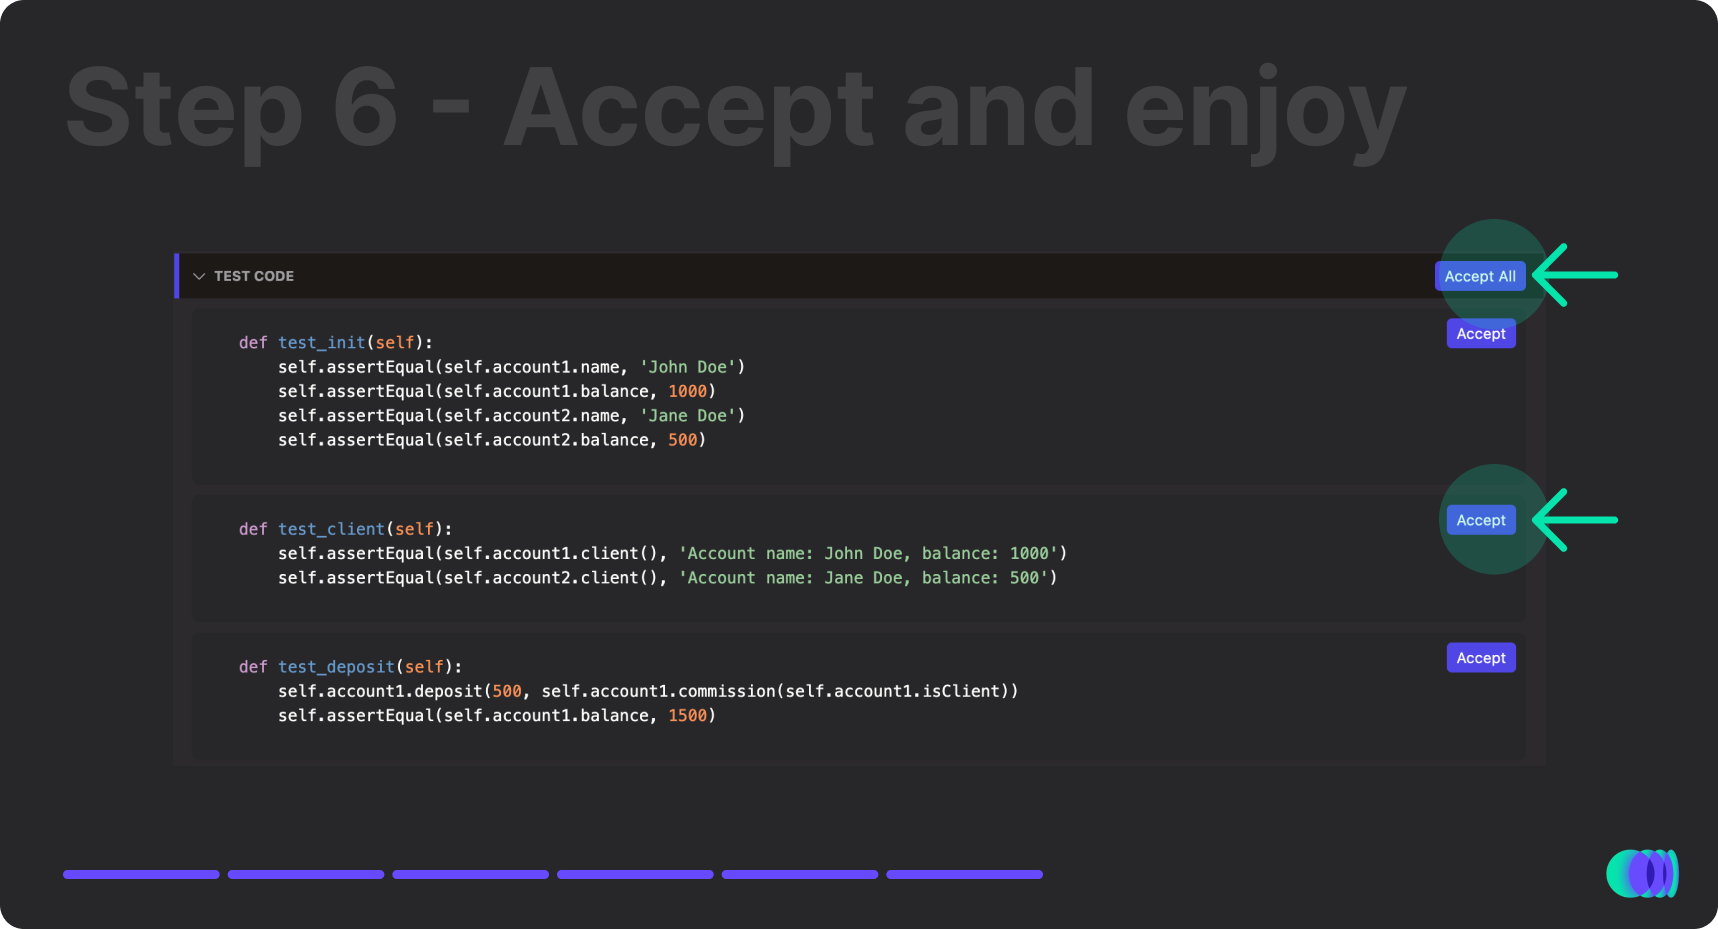 Step 6 - Accept and enjoy
TEST CODE
Accept All
Accept
def test_init(self):
    self.assertEqual(self.account1.name, 'John Doe')
    self.assertEqual(self.account1.balance, 1000)
    self.assertEqual(self.account2.name, 'Jane Doe')
    self.assertEqual(self.account2.balance, 500)
Accept
def test_client(self):
    self.assertEqual(self.account1.client(), 'Account name: John Doe, balance: 1000')
    self.assertEqual(self.account2.client(), 'Account name: Jane Doe, balance: 500')
Accept
def test_deposit(self):
    self.account1.deposit(500, self.account1.commission(self.account1.isClient))
    self.assertEqual(self.account1.balance, 1500)